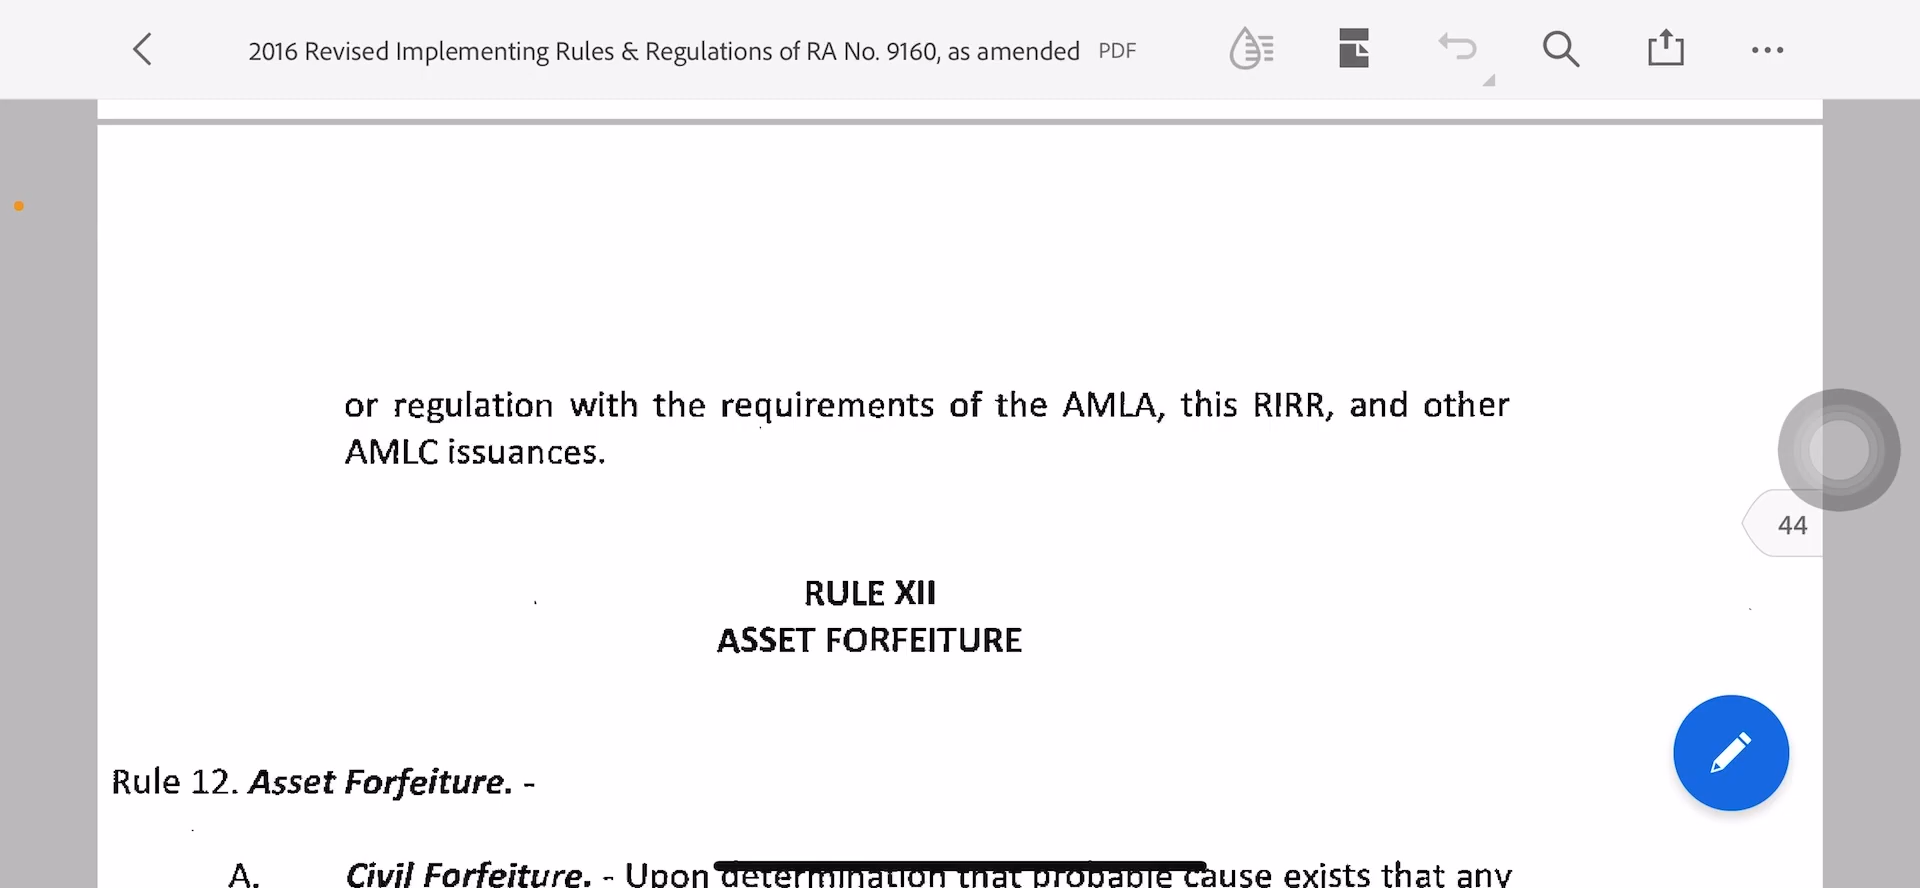 2016 Revised Implementing Rules & Regulations of RA No. 9160, as amended PDF
or regulation with the requirements of the AMLA, this RIRR, and other
AMLC issuances.
44
RULE XII
ASSET FORFEITURE
Rule 12. Asset Forfeiture. -
A. Civil Forfeiture. - Upon determination that probable cause exists that any